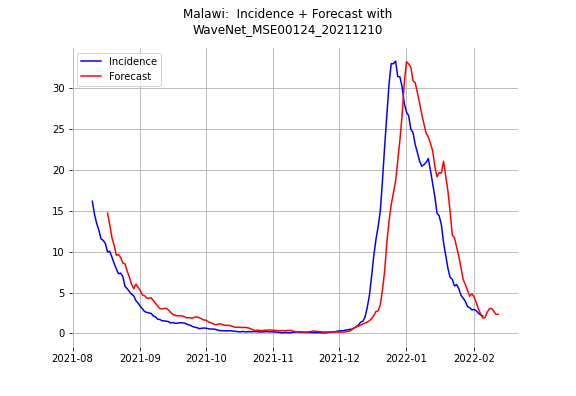 Malawi:  Incidence + Forecast with
WaveNet_MSE00124_20211210
Incidence
Forecast
30
25
20
15
10
5
0
2021-08 2021-09 2021-10 2021-11 2021-12 2022-01 2022-02